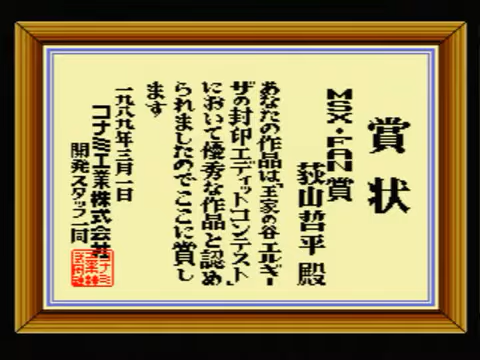 賞状
MSX・FAN賞
荻山哲平 殿
あなたの作品は、「王家の谷エルギー
ザの封印エディットコンテスト」
において優秀な作品と認め
られましたのでここに賞し
ます
一九八九年三月一日
コナミ工業株式会社
開発スタッフ一同